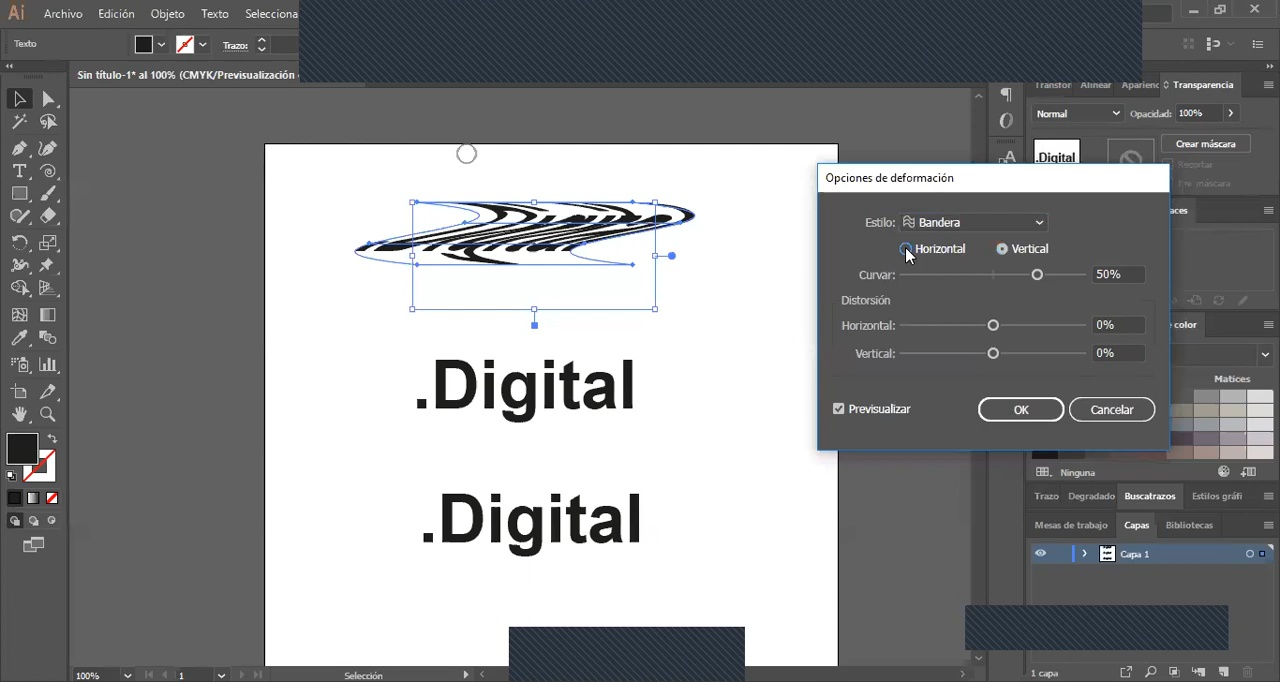 Ai Archivo Edición Objeto Texto Selecciona
Texto Trazo:
Sin título-1* al 100% (CMYK/Previsualización
Transfor Alinear Aparienc Transparencia
Normal Opacidad: 100%
.Digital Crear máscara
Recortar
Opciones de deformación
Estilo: Bandera
Horizontal Vertical
Curvar: 50%
Distorsión
Horizontal: 0%
Vertical: 0%
Previsualizar OK Cancelar
e color
Matices
.Digital
.Digital
Ninguna
Trazo Degradado Buscatrazos Estilos gráfi
Mesas de trabajo Capas Bibliotecas
Capa 1
1 capa
100% 1 Selección